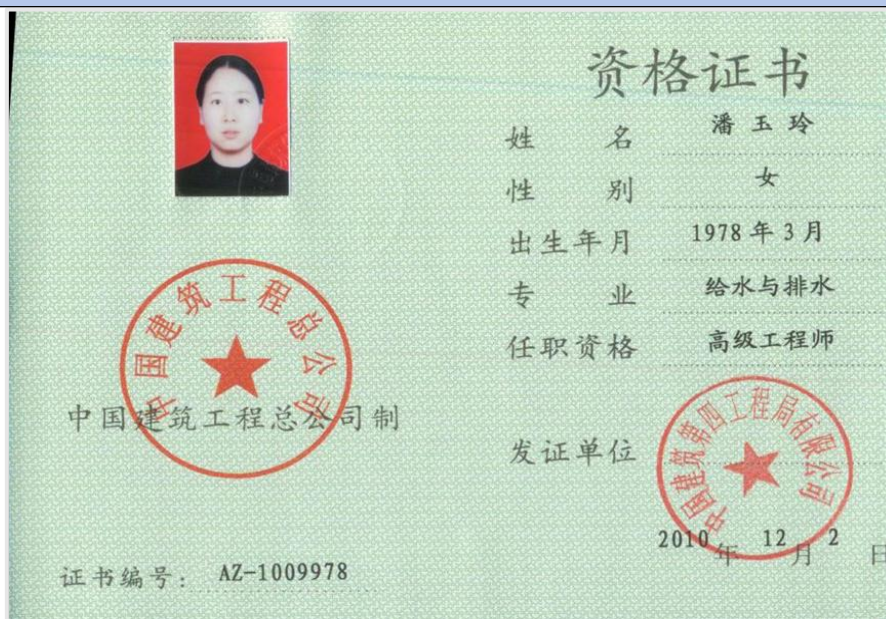 资格证书
姓 名 潘玉玲
性 别 女
出生年月 1978年3月
专 业 给水与排水
任职资格 高级工程师
发证单位
中国建筑第四工程局有限公司
2010年12月2日
中国建筑工程总公司
中国建筑工程总公司制
证书编号: AZ-1009978